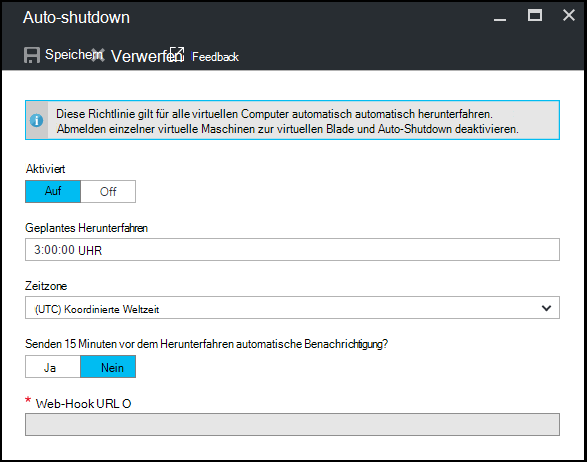 Auto-shutdown
Speichern Verwerfen Feedback
Diese Richtlinie gilt für alle virtuellen Computer automatisch automatisch herunterfahren.
Abmelden einzelner virtuelle Maschinen zur virtuellen Blade und Auto-Shutdown deaktivieren.
Aktiviert
Auf Off
Geplantes Herunterfahren
3:00:00 UHR
Zeitzone
(UTC) Koordinierte Weltzeit
Senden 15 Minuten vor dem Herunterfahren automatische Benachrichtigung?
Ja Nein
* Web-Hook URL O